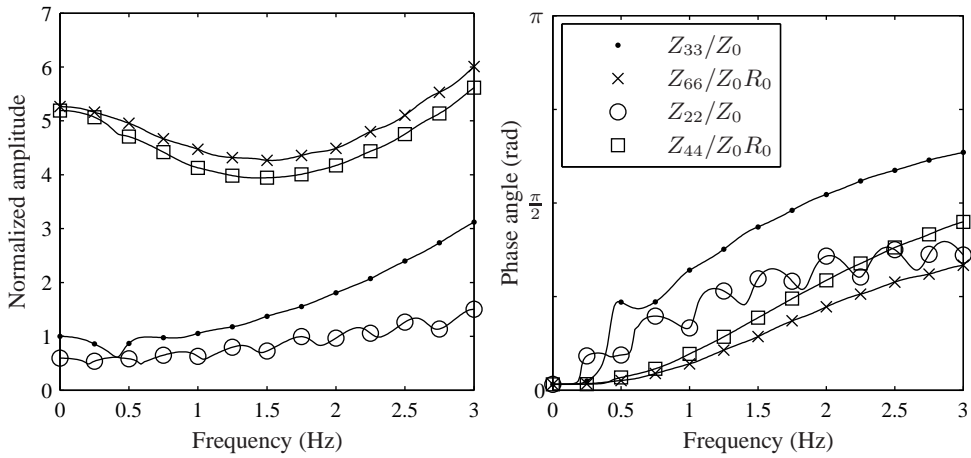 7
6
5
4
3
2
1
0
Normalized amplitude
0 0.5 1 1.5 2 2.5 3
Frequency (Hz)
π
π/2
0
Phase angle (rad)
Z₃₃/Z₀
Z₆₆/Z₀R₀
Z₂₂/Z₀
Z₄₄/Z₀R₀
0 0.5 1 1.5 2 2.5 3
Frequency (Hz)